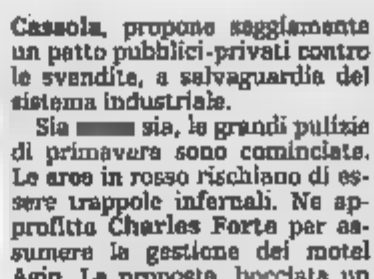 Cassola, propone saggiamente
un patto pubblici-privati contro
le svendite, a salvaguardia del
sistema industriale.
Sia sia, le grandi pulizie
di primavera sono cominciate.
Le aree in rosso rischiano di es-
sere trappole infernali. Ne ap-
profitta Charles Forte per as-
sumere la gestione dei motel
Agip. La proposta, bocciata un